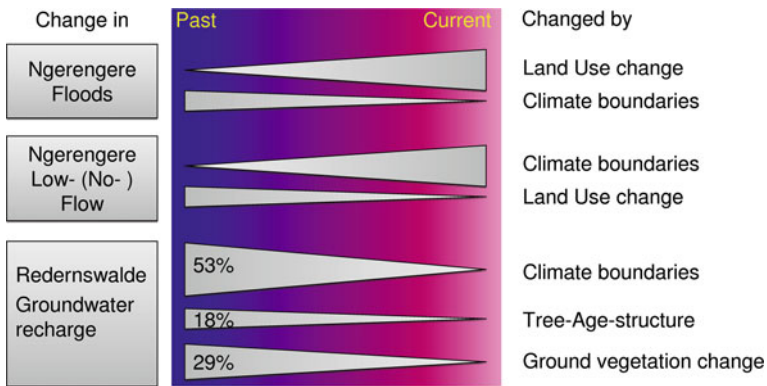 Change in
Past
Current
Changed by
Ngerengere
Floods
Land Use change
Climate boundaries
Ngerengere
Low- (No- )
Flow
Climate boundaries
Land Use change
Redernswalde
Groundwater
recharge
53%
Climate boundaries
18%
Tree-Age-structure
29%
Ground vegetation change